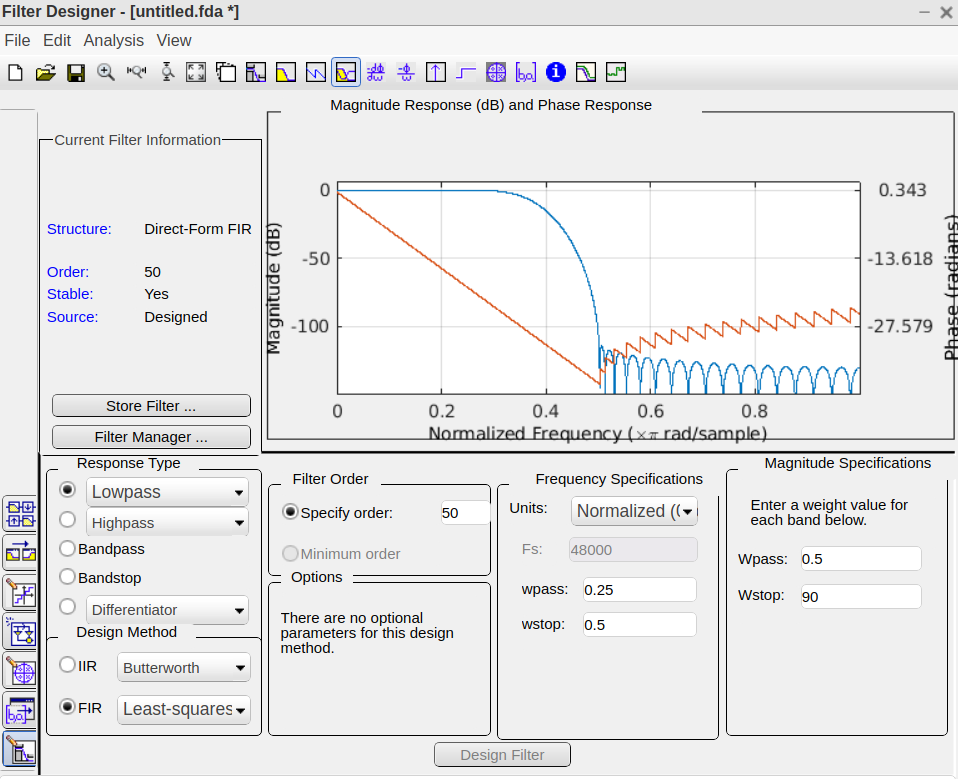 Filter Designer - [untitled.fda *]
File Edit Analysis View
Magnitude Response (dB) and Phase Response
Current Filter Information
Structure: Direct-Form FIR
Order: 50
Stable: Yes
Source: Designed
Store Filter ...
Filter Manager ...
Magnitude (dB)
0
-50
-100
0 0.2 0.4 0.6 0.8
Normalized Frequency (×π rad/sample)
0.343
-13.618
-27.579
Phase (radians)
Response Type
Lowpass
Highpass
Bandpass
Bandstop
Differentiator
Design Method
IIR Butterworth
FIR Least-squares
Filter Order
Specify order: 50
Minimum order
Options
There are no optional
parameters for this design
method.
Frequency Specifications
Units: Normalized ((
Fs: 48000
wpass: 0.25
wstop: 0.5
Magnitude Specifications
Enter a weight value for
each band below.
Wpass: 0.5
Wstop: 90
Design Filter